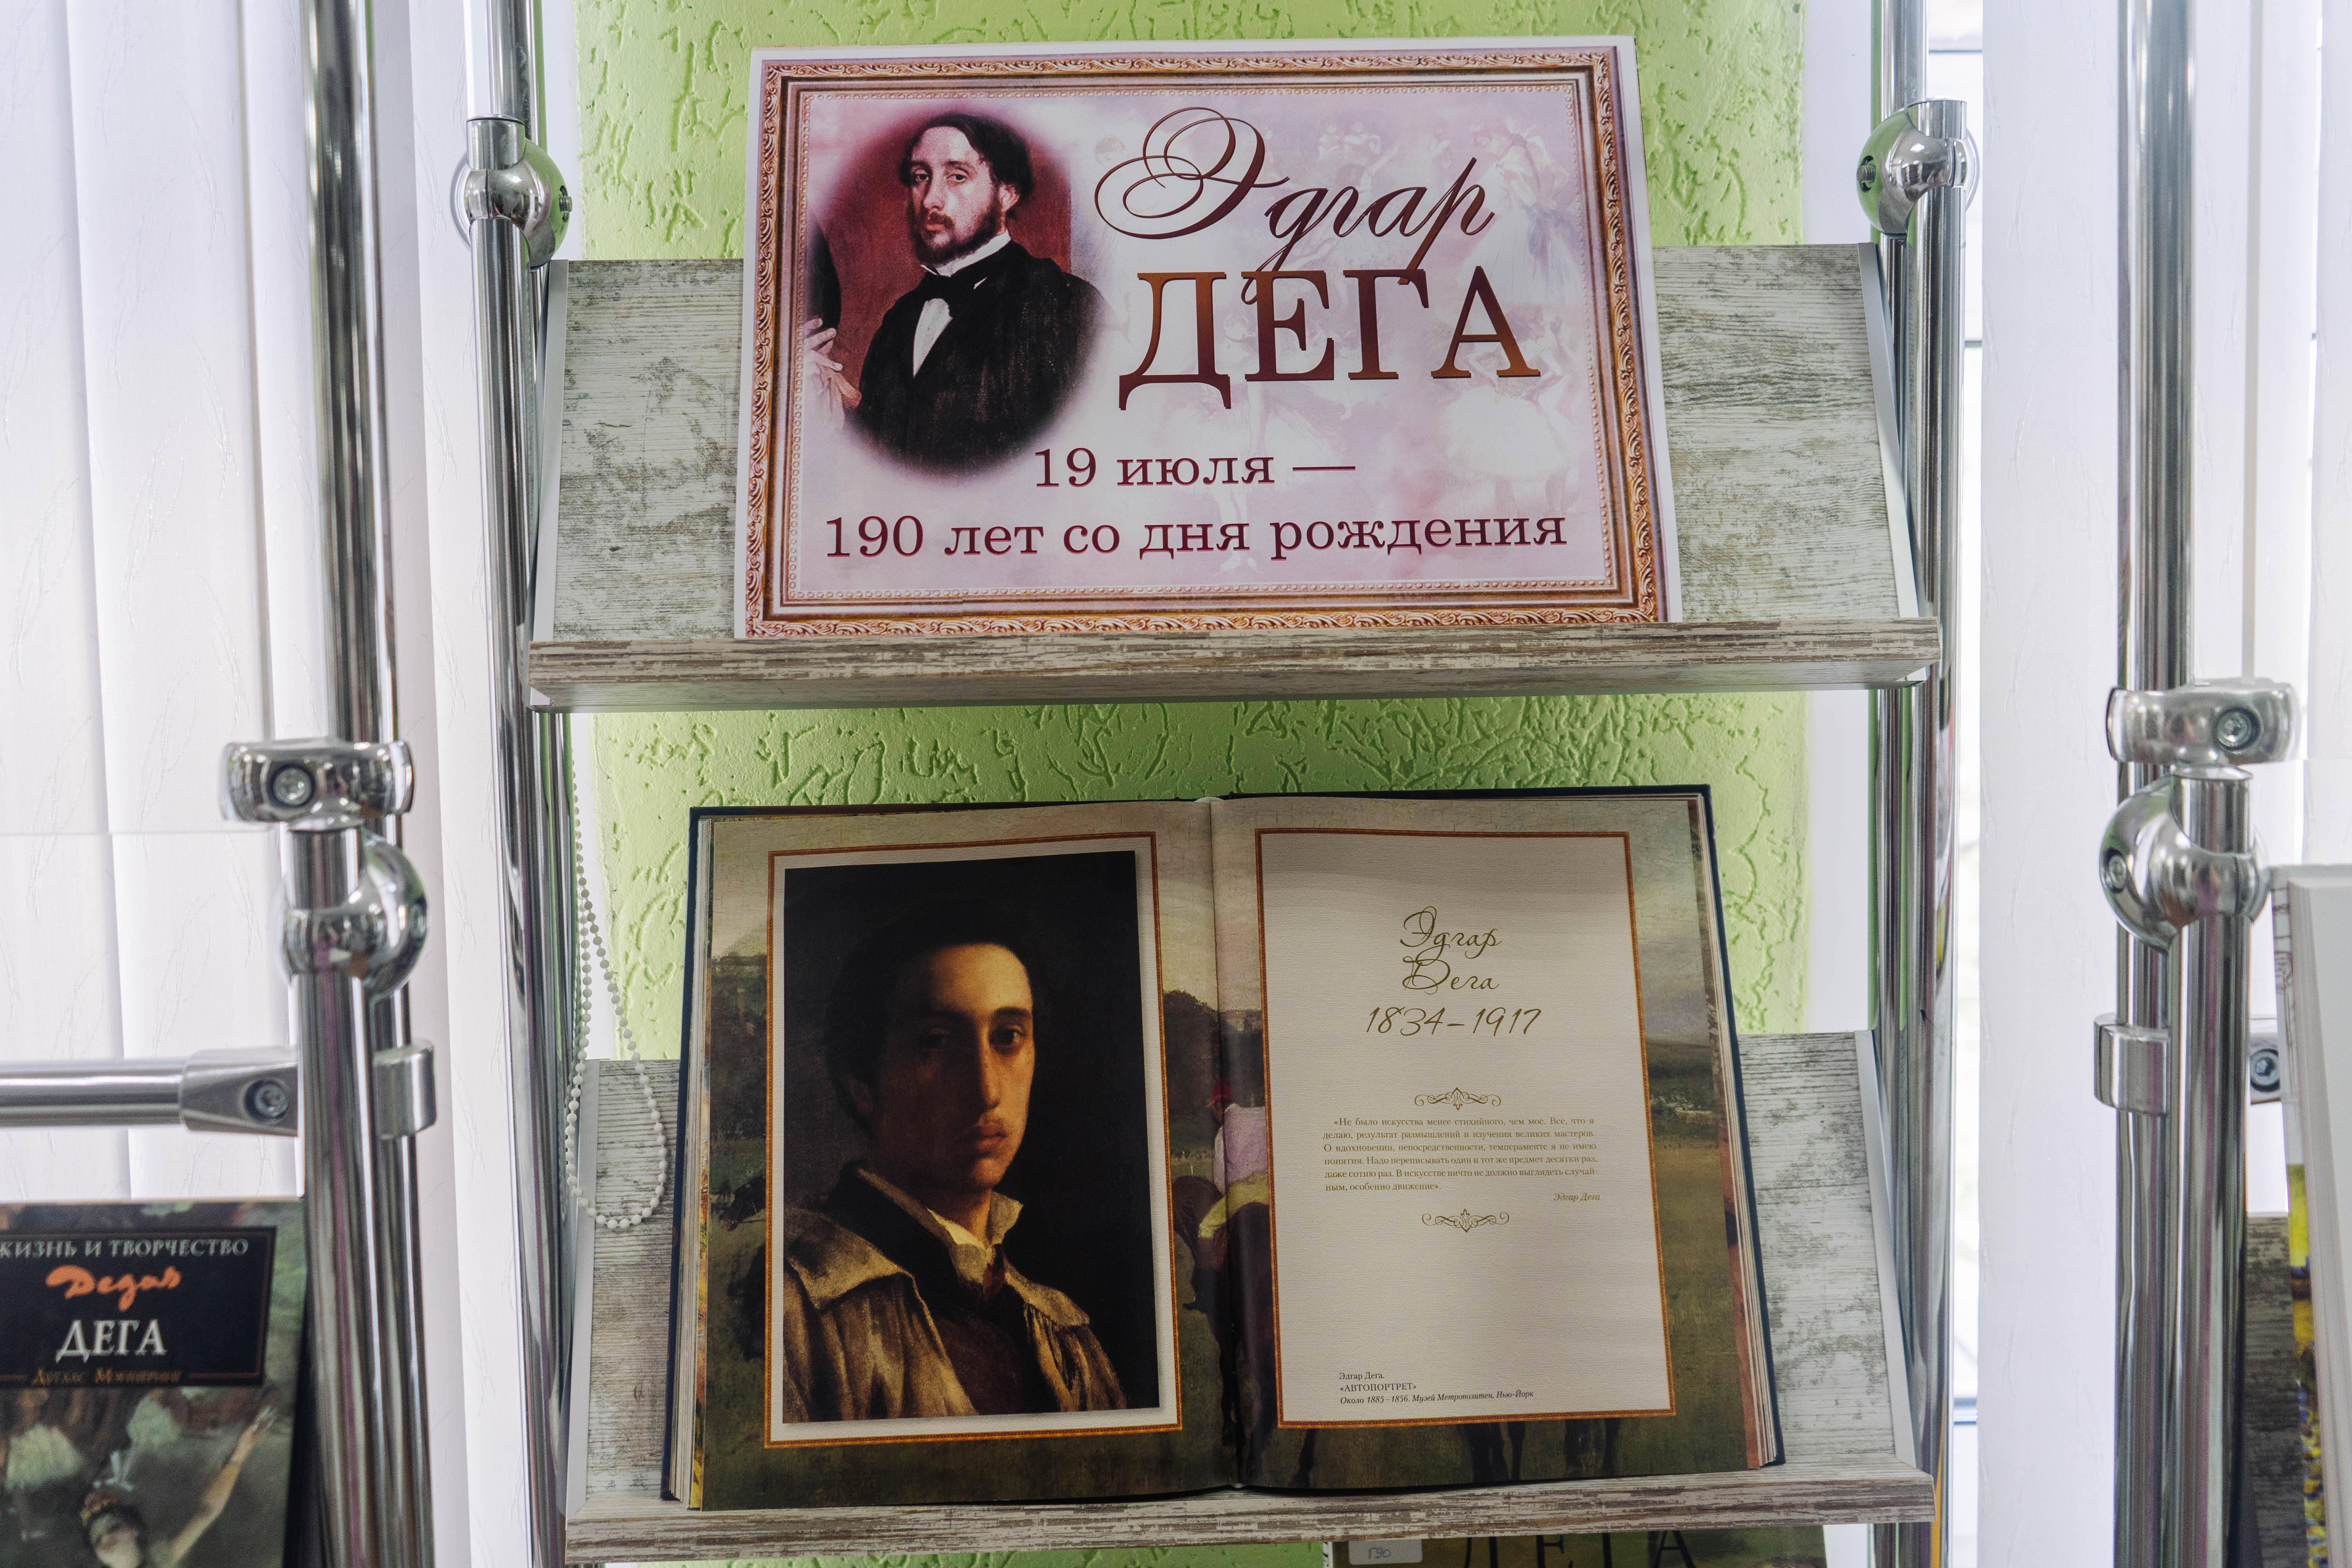 Эдгар
ДЕГА
19 июля —
190 лет со дня рождения
Эдгар
Дега
1834–1917
«Не было искусства менее стихийного, чем мое. Все, что я
делаю, результат размышлений и изучения великих мастеров.
О вдохновении, непосредственности, темпераменте я не имею
понятия. Надо переписывать один и тот же предмет десятки раз,
даже сотню раз. В искусстве ничто не должно выглядеть случай-
ным, особенно движение».
Эдгар Дега
Эдгар Дега.
«АВТОПОРТРЕТ»
Около 1885–1856. Музей Метрополитен, Нью-Йорк
ЖИЗНЬ И ТВОРЧЕСТВО
Degas
ДЕГА
ДЕГА